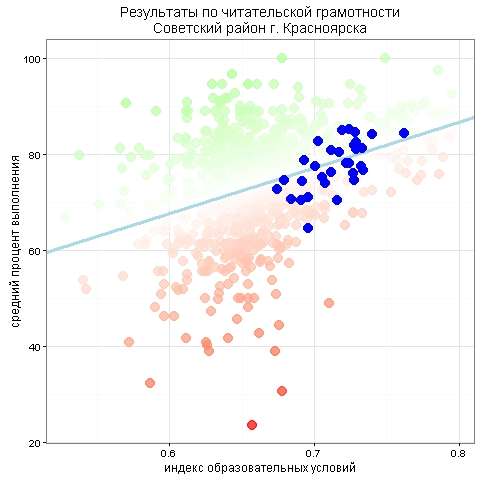 Результаты по читательской грамотности
Советский район г. Красноярска
100
80
60
40
20
средний процент выполнения
0.6
0.7
0.8
индекс образовательных условий